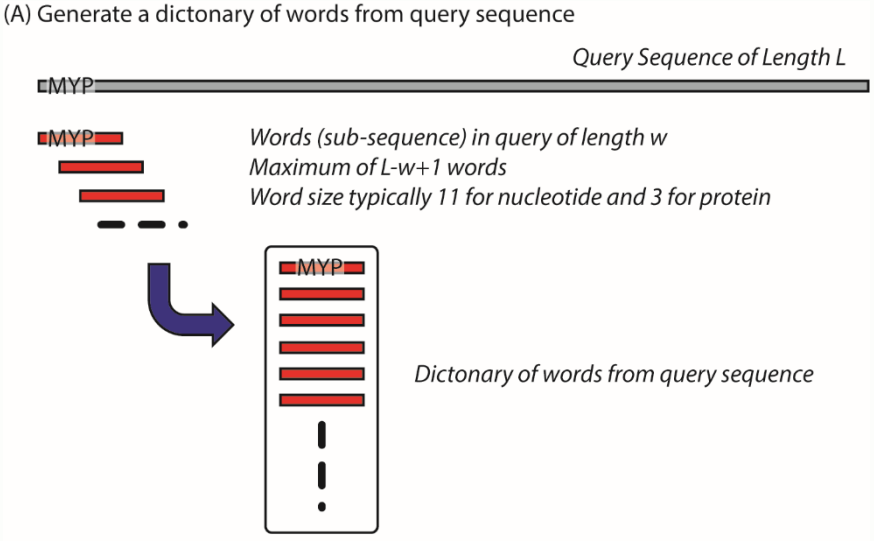 (A) Generate a dictonary of words from query sequence
Query Sequence of Length L
MYP
MYP
Words (sub-sequence) in query of length w
Maximum of L-w+1 words
Word size typically 11 for nucleotide and 3 for protein
MYP
Dictonary of words from query sequence